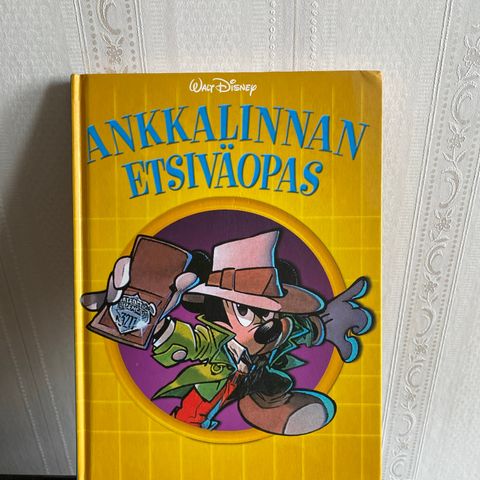 Walt Disney
ANKKALINNAN
ETSIVÄOPAS